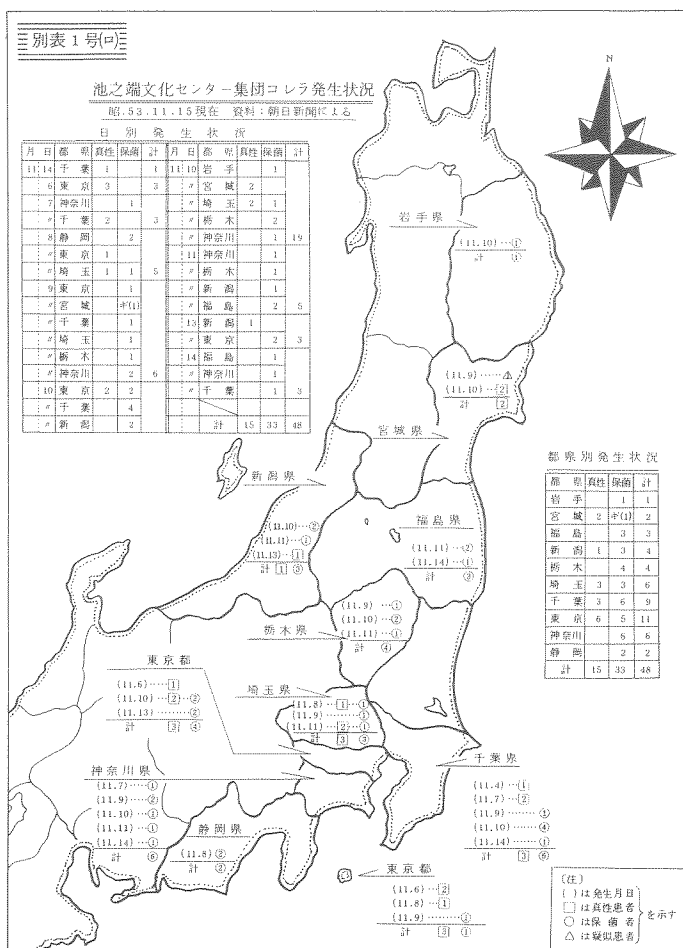 別表1号(ロ)
池之端文化センター集団コレラ発生状況
昭.53.11.15現在 資料:朝日新聞による
日別発生状況
月 日 都県 真性 保菌 計 月 日 都県 真性 保菌 計
11 14 千葉 1 1 11 10 岩手 1
6 東京 3 3 〃 宮城 2
7 神奈川 1 〃 埼玉 2 1
〃 千葉 2 3 〃 栃木 2
8 静岡 2 〃 神奈川 1 19
〃 東京 1 11 神奈川 1
〃 埼玉 1 1 5 〃 栃木 1
9 東京 1 〃 新潟 1
〃 宮城 ギ(1) 〃 福島 2 5
〃 千葉 1 13 新潟 1
〃 埼玉 1 〃 東京 2 3
〃 栃木 1 14 福島 1
〃 神奈川 2 6 〃 神奈川 1
10 東京 2 2 〃 千葉 1 3
〃 千葉 4
〃 新潟 2 計 15 33 48
N
岩手県
(11.10)…①
計 ①
(11.9)……△
(11.10)…[2]
計 [2]
宮城県
都県別発生状況
都県 真性 保菌 計
岩手 1 1
宮城 2 ギ(1) 2
福島 3 3
新潟 1 3 4
栃木 4 4
埼玉 3 3 6
千葉 3 6 9
東京 6 5 11
神奈川 6 6
静岡 2 2
計 15 33 48
新潟県
(11.10)…②
(11.11)…①
(11.13)…[1]
計 [1] ③
福島県
(11.11)…②
(11.14)…①
計 ③
栃木県
(11.9)…①
(11.10)…②
(11.11)…①
計 ④
東京都
(11.6)…[1]
(11.10)…[2]…②
(11.13)………②
計 [3] ④
埼玉県
(11.8)…[1]…①
(11.9)………①
(11.11)…[2]…①
計 [3] ③
千葉県
(11.4)…[1]
(11.7)…[2]
(11.9)………①
(11.10)………④
(11.14)………①
計 [3] ⑥
神奈川県
(11.7)…①
(11.9)…②
(11.10)…①
(11.11)…①
(11.14)…①
計 ⑥
静岡県
(11.8)②
計 ②
東京都
(11.6)…[2]
(11.8)…[1]
(11.9)………①
計 [3] ①
(注)
( )は発生月日
□は真性患者
○は保菌者
△は疑似患者
を示す